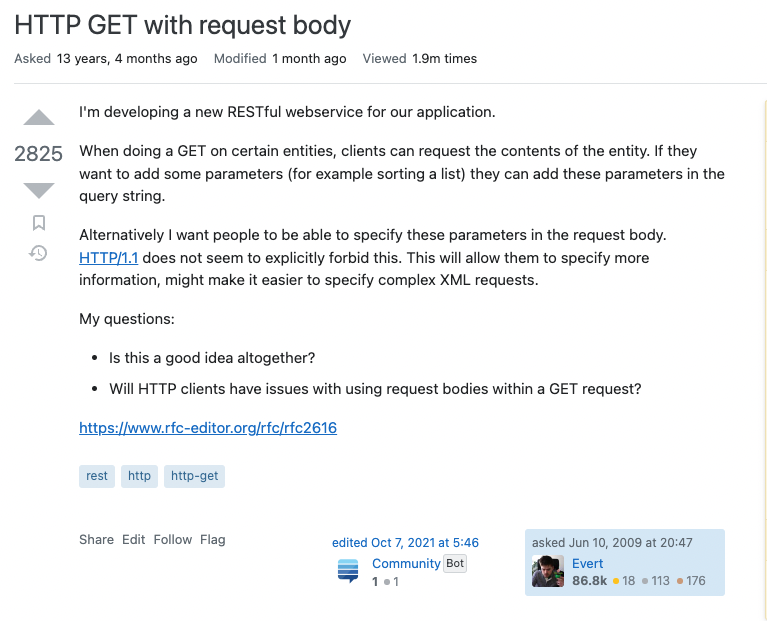 HTTP GET with request body
Asked 13 years, 4 months ago Modified 1 month ago Viewed 1.9m times
2825
I'm developing a new RESTful webservice for our application.
When doing a GET on certain entities, clients can request the contents of the entity. If they
want to add some parameters (for example sorting a list) they can add these parameters in the
query string.
Alternatively I want people to be able to specify these parameters in the request body.
HTTP/1.1 does not seem to explicitly forbid this. This will allow them to specify more
information, might make it easier to specify complex XML requests.
My questions:
• Is this a good idea altogether?
• Will HTTP clients have issues with using request bodies within a GET request?
https://www.rfc-editor.org/rfc/rfc2616
rest http http-get
Share Edit Follow Flag
edited Oct 7, 2021 at 5:46
Community Bot
1 ●1
asked Jun 10, 2009 at 20:47
Evert
86.8k ●18 ●113 ●176